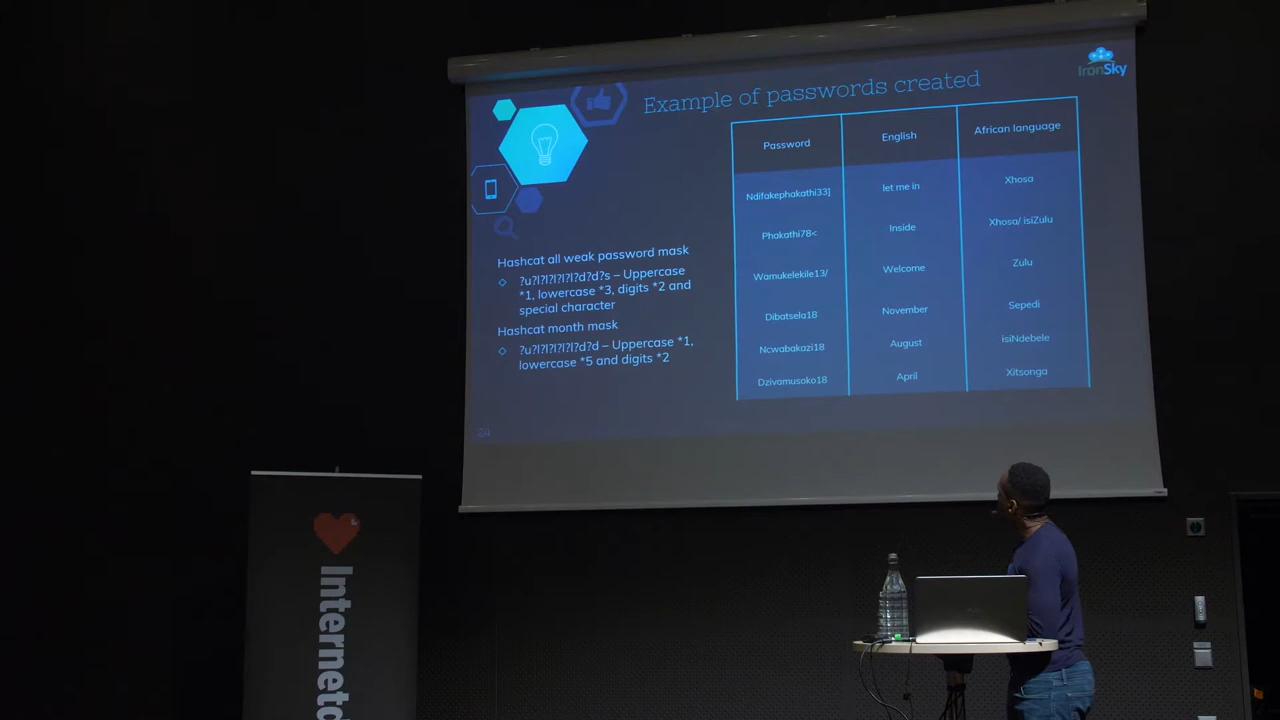 Example of passwords created
IronSky
Hashcat all weak password mask
?u?l?l?l?l?l?d?d?s – Uppercase
*1, lowercase *3, digits *2 and
special character
Hashcat month mask
?u?l?l?l?l?l?d?d – Uppercase *1,
lowercase *5 and digits *2
Password English African language
Ndifakephakathi33] let me in Xhosa
Phakathi78< Inside Xhosa/ isiZulu
Wamukelekile13/ Welcome Zulu
Dibatsela18 November Sepedi
Ncwabakazi18 August isiNdebele
Dzivamusoko18 April Xitsonga
24